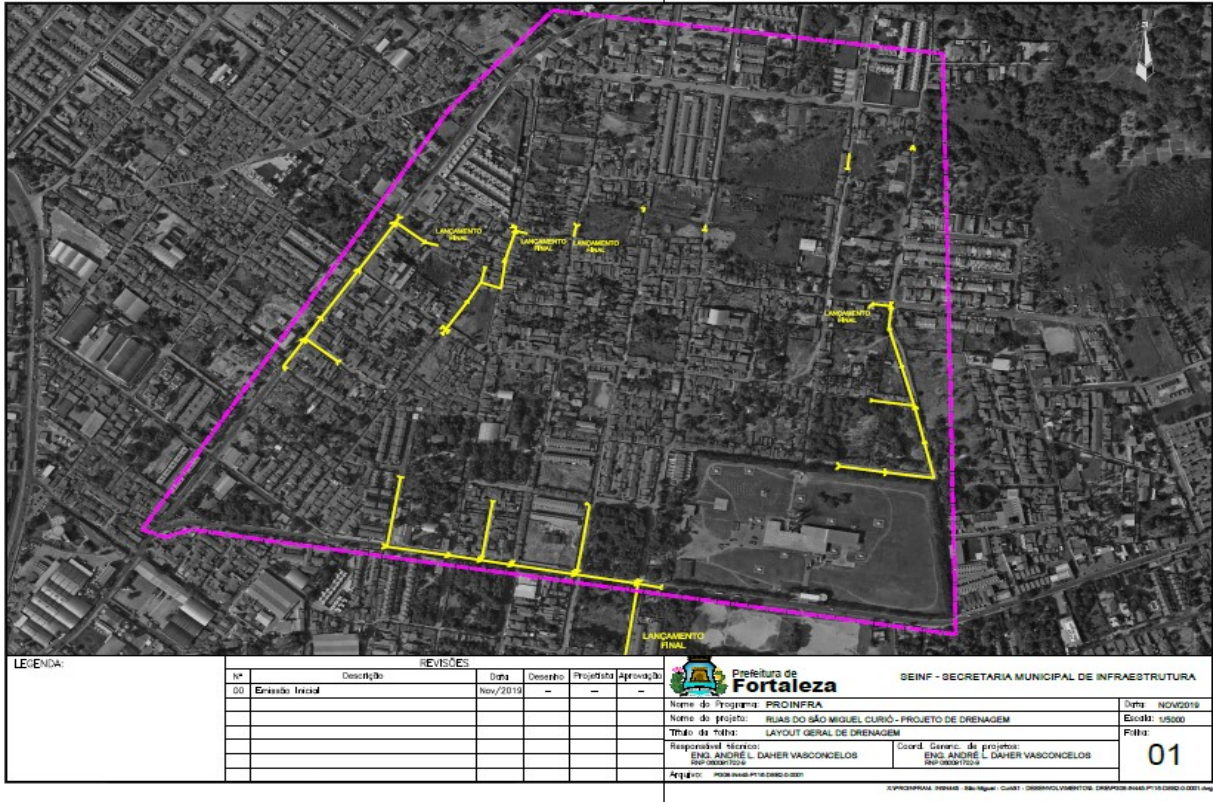 LANÇAMENTO
FINAL
LANÇAMENTO
FINAL
LANÇAMENTO
FINAL
LANÇAMENTO
FINAL
LANÇAMENTO
FINAL
LEGENDA:
REVISÕES
Nº Descrição Data Desenho Projetista Aprovação
00 Emissão Inicial Nov/2019 - - -
Prefeitura de
Fortaleza
SEINF - SECRETARIA MUNICIPAL DE INFRAESTRUTURA
Nome do Programa: PROINFRA
Data: NOV/2019
Nome do projeto: RUAS DO SÃO MIGUEL CURIÓ - PROJETO DE DRENAGEM
Escala: 1/5000
Título da folha: LAYOUT GERAL DE DRENAGEM
Folha:
01
Responsável técnico:
ENG. ANDRÉ L. DAHER VASCONCELOS
Coord. Gerenc. de projetos:
ENG. ANDRÉ L. DAHER VASCONCELOS
Arquivo: